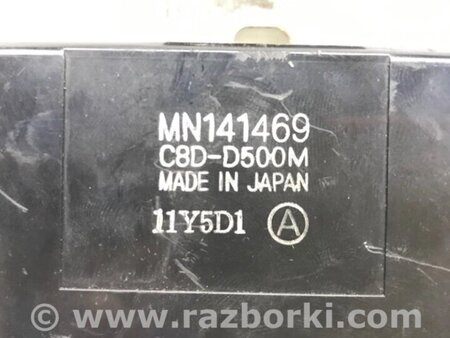 MN141469
C8D-D500M
MADE IN JAPAN
11Y5D1 Ⓐ
© www.razborki.com